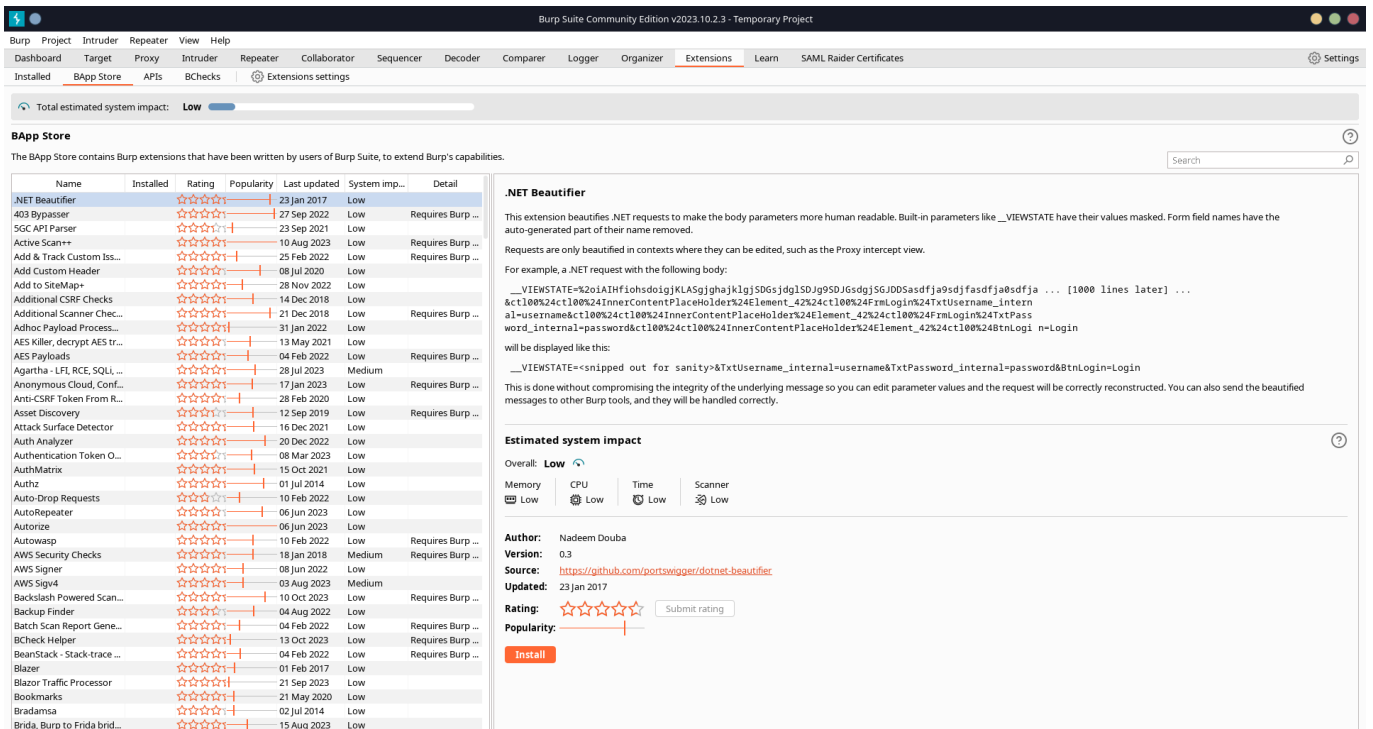 Burp Suite Community Edition v2023.10.2.3 - Temporary Project
Burp Project Intruder Repeater View Help
Dashboard Target Proxy Intruder Repeater Collaborator Sequencer Decoder Comparer Logger Organizer Extensions Learn SAML Raider Certificates Settings
Installed BApp Store APIs BChecks Extensions settings
Total estimated system impact: Low
BApp Store
The BApp Store contains Burp extensions that have been written by users of Burp Suite, to extend Burp's capabilities.
Search
Name Installed Rating Popularity Last updated System imp... Detail
.NET Beautifier 23 Jan 2017 Low
403 Bypasser 27 Sep 2022 Low Requires Burp ...
5GC API Parser 23 Sep 2021 Low
Active Scan++ 10 Aug 2023 Low Requires Burp ...
Add & Track Custom Iss... 25 Feb 2022 Low Requires Burp ...
Add Custom Header 08 Jul 2020 Low
Add to SiteMap+ 28 Nov 2022 Low
Additional CSRF Checks 14 Dec 2018 Low
Additional Scanner Chec... 21 Dec 2018 Low Requires Burp ...
Adhoc Payload Process... 31 Jan 2022 Low
AES Killer, decrypt AES tr... 13 May 2021 Low
AES Payloads 04 Feb 2022 Low Requires Burp ...
Agartha - LFI, RCE, SQLi, ... 28 Jul 2023 Medium
Anonymous Cloud, Conf... 17 Jan 2023 Low Requires Burp ...
Anti-CSRF Token From R... 28 Feb 2020 Low
Asset Discovery 12 Sep 2019 Low Requires Burp ...
Attack Surface Detector 16 Dec 2021 Low
Auth Analyzer 20 Dec 2022 Low
Authentication Token O... 08 Mar 2023 Low
AuthMatrix 15 Oct 2021 Low
Authz 01 Jul 2014 Low
Auto-Drop Requests 10 Feb 2022 Low
AutoRepeater 06 Jun 2023 Low
Autorize 06 Jun 2023 Low
Autowasp 10 Feb 2022 Low Requires Burp ...
AWS Security Checks 18 Jan 2018 Medium Requires Burp ...
AWS Signer 08 Jun 2022 Low
AWS Sigv4 03 Aug 2023 Medium
Backslash Powered Scan... 10 Oct 2023 Low Requires Burp ...
Backup Finder 04 Aug 2022 Low
Batch Scan Report Gene... 04 Feb 2022 Low Requires Burp ...
BCheck Helper 13 Oct 2023 Low Requires Burp ...
BeanStack - Stack-trace ... 04 Feb 2022 Low Requires Burp ...
Blazer 01 Feb 2017 Low
Blazor Traffic Processor 21 Sep 2023 Low
Bookmarks 21 May 2020 Low
Bradamsa 02 Jul 2014 Low
Brida, Burp to Frida brid... 15 Aug 2023 Low
.NET Beautifier
This extension beautifies .NET requests to make the body parameters more human readable. Built-in parameters like __VIEWSTATE have their values masked. Form field names have the
auto-generated part of their name removed.
Requests are only beautified in contexts where they can be edited, such as the Proxy intercept view.
For example, a .NET request with the following body:
__VIEWSTATE=%2oiAIHfiohsdoigjKLASgjghajklgjSDGsjdglSDJg9SDJGsdgjSGJDDSasdfja9sdjfasdfja0sdfja ... [1000 lines later] ...
&ctl00%24ctl00%24InnerContentPlaceHolder%24Element_42%24ctl00%24FrmLogin%24TxtUsername_intern
al=username&ctl00%24ctl00%24InnerContentPlaceHolder%24Element_42%24ctl00%24FrmLogin%24TxtPass
word_internal=password&ctl00%24ctl00%24InnerContentPlaceHolder%24Element_42%24ctl00%24BtnLogi n=Login
will be displayed like this:
__VIEWSTATE=<snipped out for sanity>&TxtUsername_internal=username&TxtPassword_internal=password&BtnLogin=Login
This is done without compromising the integrity of the underlying message so you can edit parameter values and the request will be correctly reconstructed. You can also send the beautified
messages to other Burp tools, and they will be handled correctly.
Estimated system impact
Overall: Low
Memory CPU Time Scanner
Low Low Low Low
Author: Nadeem Douba
Version: 0.3
Source: https://github.com/portswigger/dotnet-beautifier
Updated: 23 Jan 2017
Rating: Submit rating
Popularity:
Install